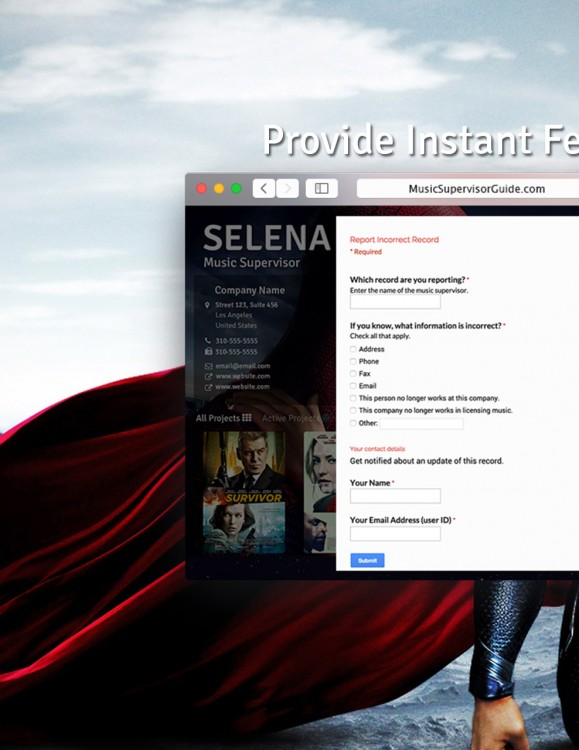 Provide Instant Fe
MusicSupervisorGuide.com
SELENA
Music Supervisor
Company Name
Street 123, Suite 456
Los Angeles
United States
310-555-5555
310-555-5555
email@email.com
www.website.com
www.website.com
All Projects
Active Projects
SURVIVOR
Report Incorrect Record
* Required
Which record are you reporting? *
Enter the name of the music supervisor.
If you know, what information is incorrect? *
Check all that apply.
Address
Phone
Fax
Email
This person no longer works at this company.
This company no longer works in licensing music.
Other:
Your contact details
Get notified about an update of this record.
Your Name *
Your Email Address (user ID) *
Submit